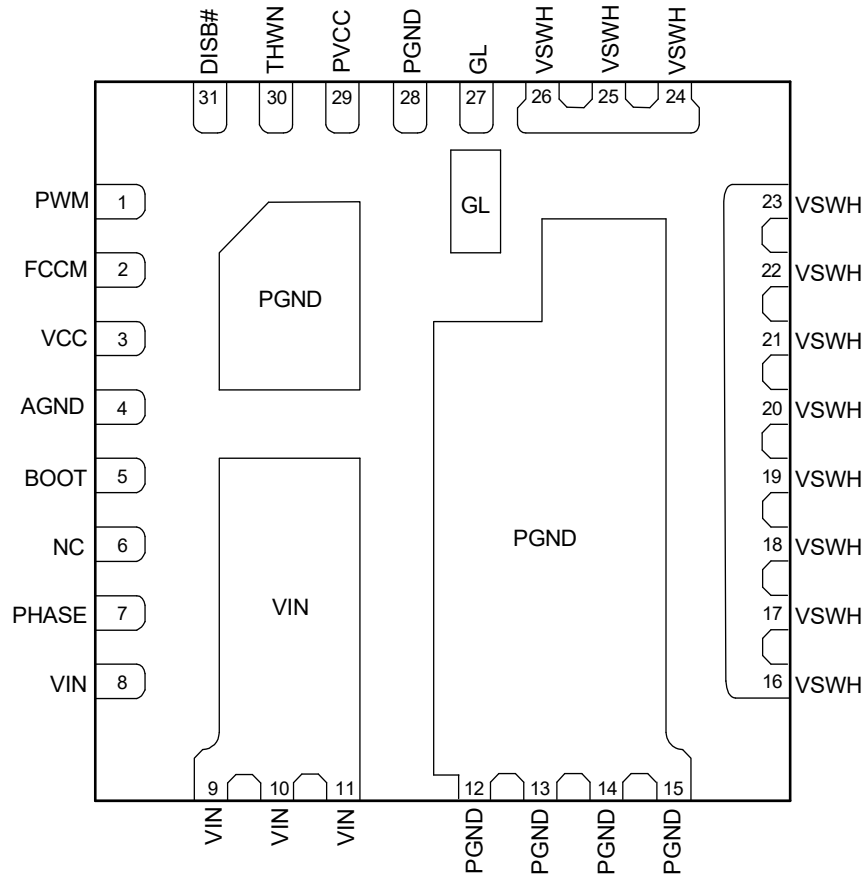 DISB#
THWN
PVCC
PGND
GL
VSWH
VSWH
VSWH
31
30
29
28
27
26
25
24
PWM
1
FCCM
2
VCC
3
AGND
4
BOOT
5
NC
6
PHASE
7
VIN
8
PGND
GL
VIN
PGND
23
VSWH
22
VSWH
21
VSWH
20
VSWH
19
VSWH
18
VSWH
17
VSWH
16
VSWH
9
10
11
12
13
14
15
VIN
VIN
VIN
PGND
PGND
PGND
PGND